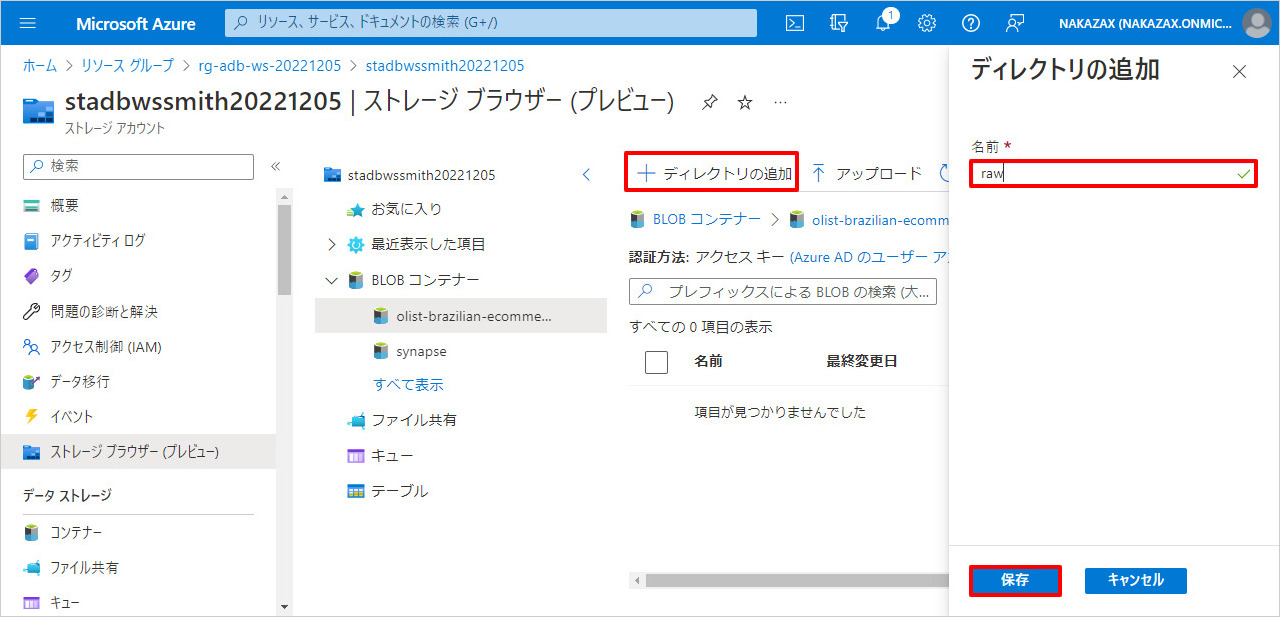 Microsoft Azure
リソース、サービス、ドキュメントの検索 (G+/)
1
NAKAZAX (NAKAZAX.ONMIC...
ホーム > リソース グループ > rg-adb-ws-20221205 > stadbwssmith20221205
stadbwssmith20221205 | ストレージ ブラウザー (プレビュー)
...
ストレージ アカウント
検索
概要
アクティビティ ログ
タグ
問題の診断と解決
アクセス制御 (IAM)
データ移行
イベント
ストレージ ブラウザー (プレビュー)
データ ストレージ
コンテナー
ファイル共有
キュー
stadbwssmith20221205
お気に入り
最近表示した項目
BLOB コンテナー
olist-brazilian-ecomme...
synapse
すべて表示
ファイル共有
キュー
テーブル
ディレクトリの追加
アップロード
BLOB コンテナー > olist-brazilian-ecomm
認証方法: アクセス キー (Azure AD のユーザー ア
プレフィックスによる BLOB の検索 (大...
すべての 0 項目の表示
名前 最終変更日
項目が見つかりませんでした
ディレクトリの追加
名前 *
raw
保存
キャンセル